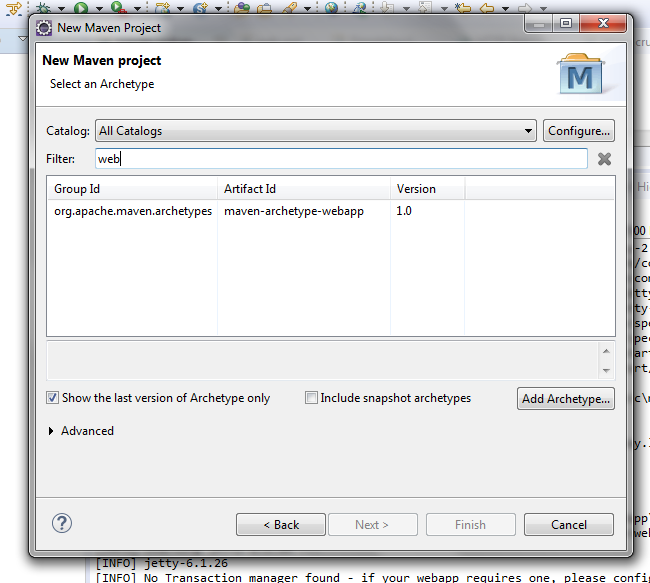 New Maven Project
New Maven project
Select an Archetype
M
Catalog: All Catalogs Configure...
Filter: web
Group Id Artifact Id Version
org.apache.maven.archetypes maven-archetype-webapp 1.0
Show the last version of Archetype only Include snapshot archetypes Add Archetype...
Advanced
? < Back Next > Finish Cancel
[INFO] jetty-6.1.26
[INFO] No Transaction manager found - if your webapp requires one, please confi